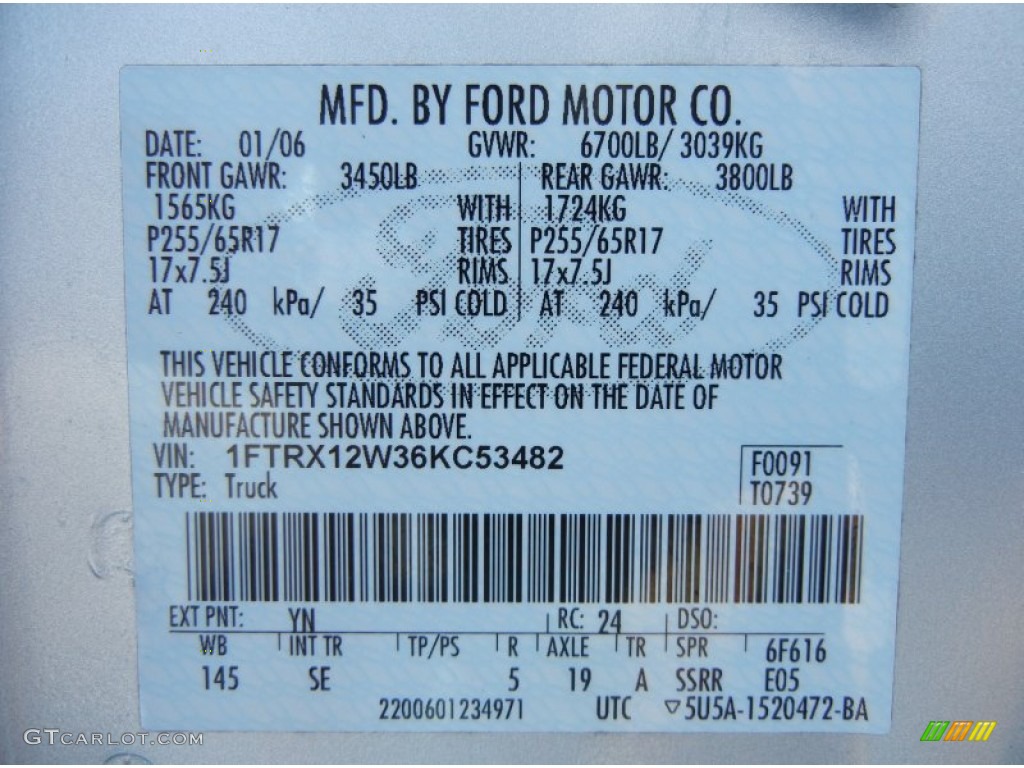 MFD. BY FORD MOTOR CO.
DATE: 01/06 GVWR: 6700LB/ 3039KG
FRONT GAWR: 3450LB REAR GAWR: 3800LB
1565KG WITH 1724KG WITH
P255/65R17 TIRES P255/65R17 TIRES
17x7.5J RIMS 17x7.5J RIMS
AT 240 kPa/ 35 PSI COLD AT 240 kPa/ 35 PSI COLD
Ford
THIS VEHICLE CONFORMS TO ALL APPLICABLE FEDERAL MOTOR
VEHICLE SAFETY STANDARDS IN EFFECT ON THE DATE OF
MANUFACTURE SHOWN ABOVE.
VIN: 1FTRX12W36KC53482 F0091
TYPE: Truck T0739
EXT PNT: YN RC: 24 DSO:
WB INT TR TP/PS R AXLE TR SPR 6F616
145 SE 5 19 A SSRR E05
2200601234971 UTC ▽5U5A-1520472-BA
GTCARLOT.COM